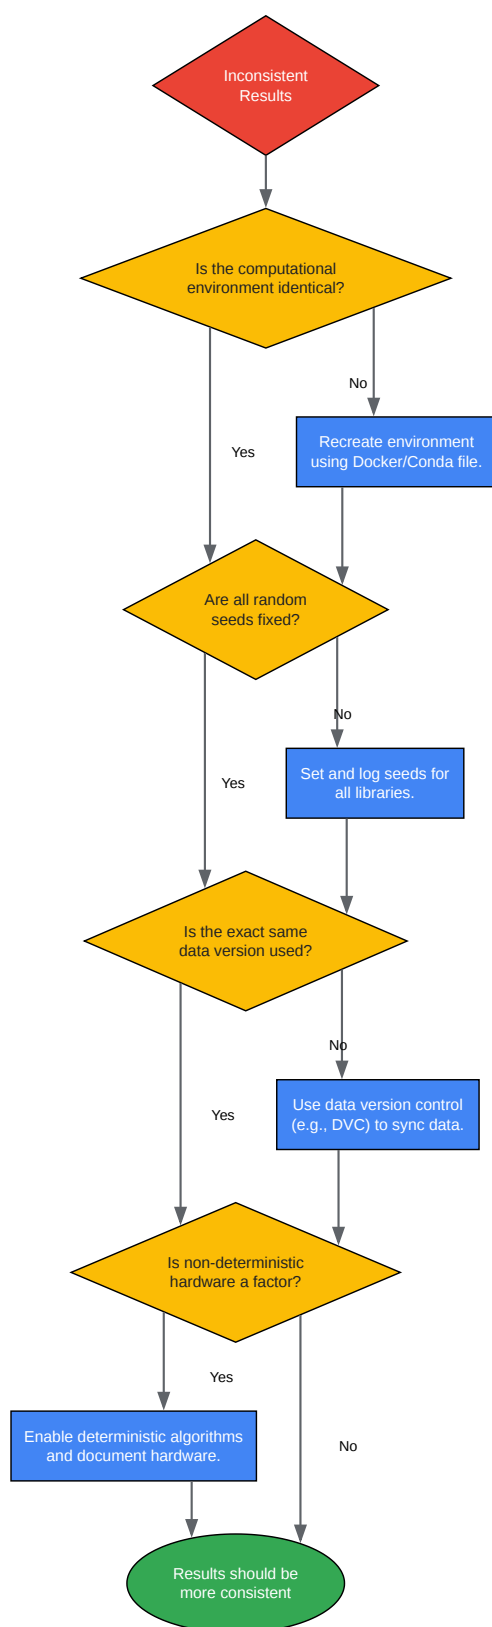 Inconsistent
Results
Is the computational
environment identical?
No
Yes
Recreate environment
using Docker/Conda file.
Are all random
seeds fixed?
No
Yes
Set and log seeds for
all libraries.
Is the exact same
data version used?
No
Yes
Use data version control
(e.g., DVC) to sync data.
Is non-deterministic
hardware a factor?
Yes
No
Enable deterministic algorithms
and document hardware.
Results should be
more consistent